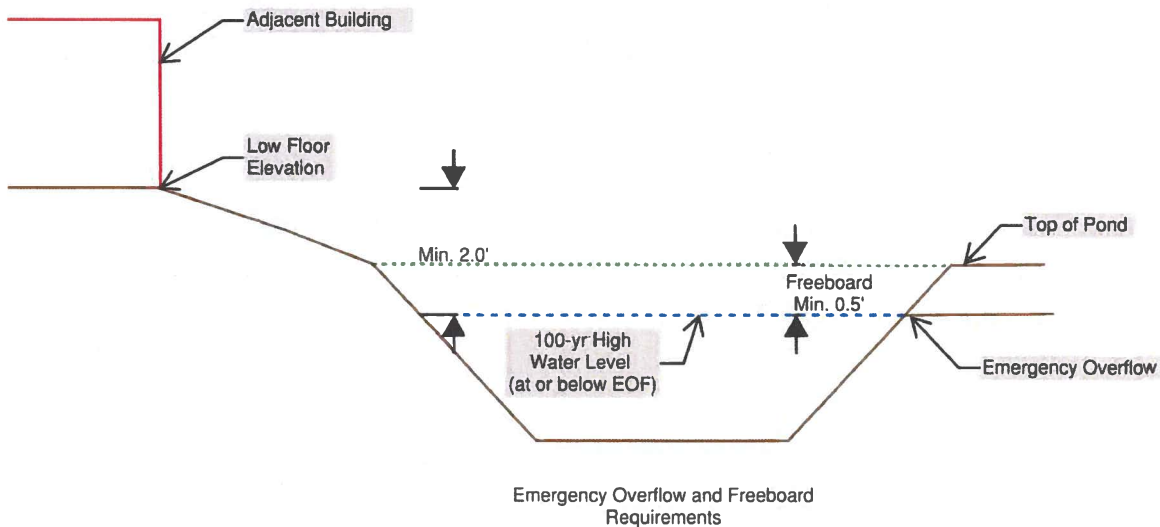 Adjacent Building
Low Floor
Elevation
Top of Pond
Min. 2.0'
Freeboard
Min. 0.5'
100-yr High
Water Level
(at or below EOF)
Emergency Overflow
Emergency Overflow and Freeboard
Requirements